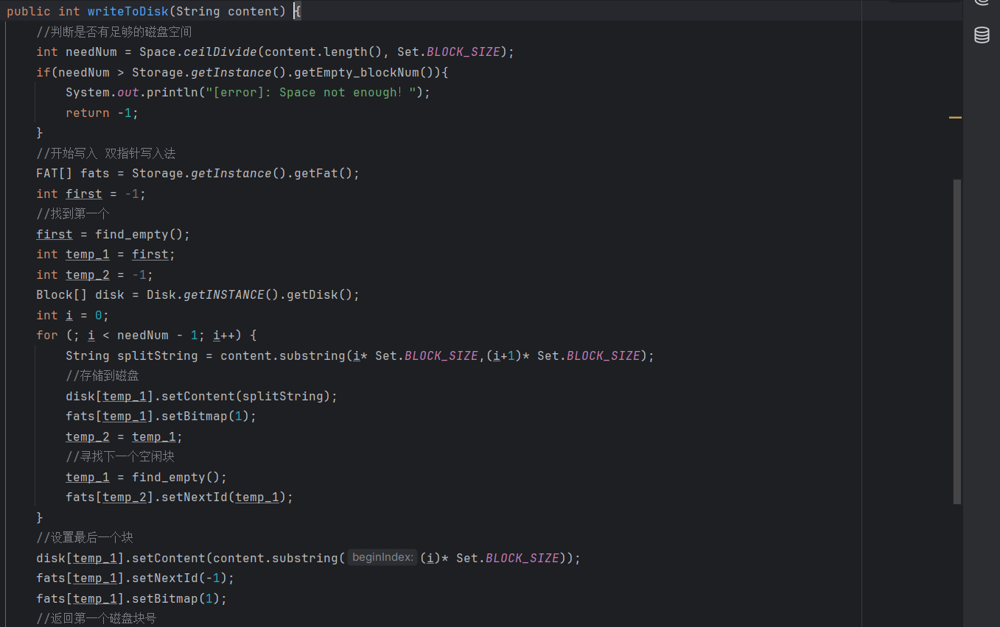 public int writeToDisk(String content) {
//判断是否有足够的磁盘空间
int needNum = Space.ceilDivide(content.length(), Set.BLOCK_SIZE);
if(needNum > Storage.getInstance().getEmpty_blockNum()){
System.out.println("[error]: Space not enough! ");
return -1;
}
//开始写入 双指针写入法
FAT[] fats = Storage.getInstance().getFat();
int first = -1;
//找到第一个
first = find_empty();
int temp_1 = first;
int temp_2 = -1;
Block[] disk = Disk.getINSTANCE().getDisk();
int i = 0;
for (; i < needNum - 1; i++) {
String splitString = content.substring(i* Set.BLOCK_SIZE,(i+1)* Set.BLOCK_SIZE);
//存储到磁盘
disk[temp_1].setContent(splitString);
fats[temp_1].setBitmap(1);
temp_2 = temp_1;
//寻找下一个空闲块
temp_1 = find_empty();
fats[temp_2].setNextId(temp_1);
}
//设置最后一个块
disk[temp_1].setContent(content.substring( beginIndex: (i)* Set.BLOCK_SIZE));
fats[temp_1].setNextId(-1);
fats[temp_1].setBitmap(1);
//返回第一个磁盘块号